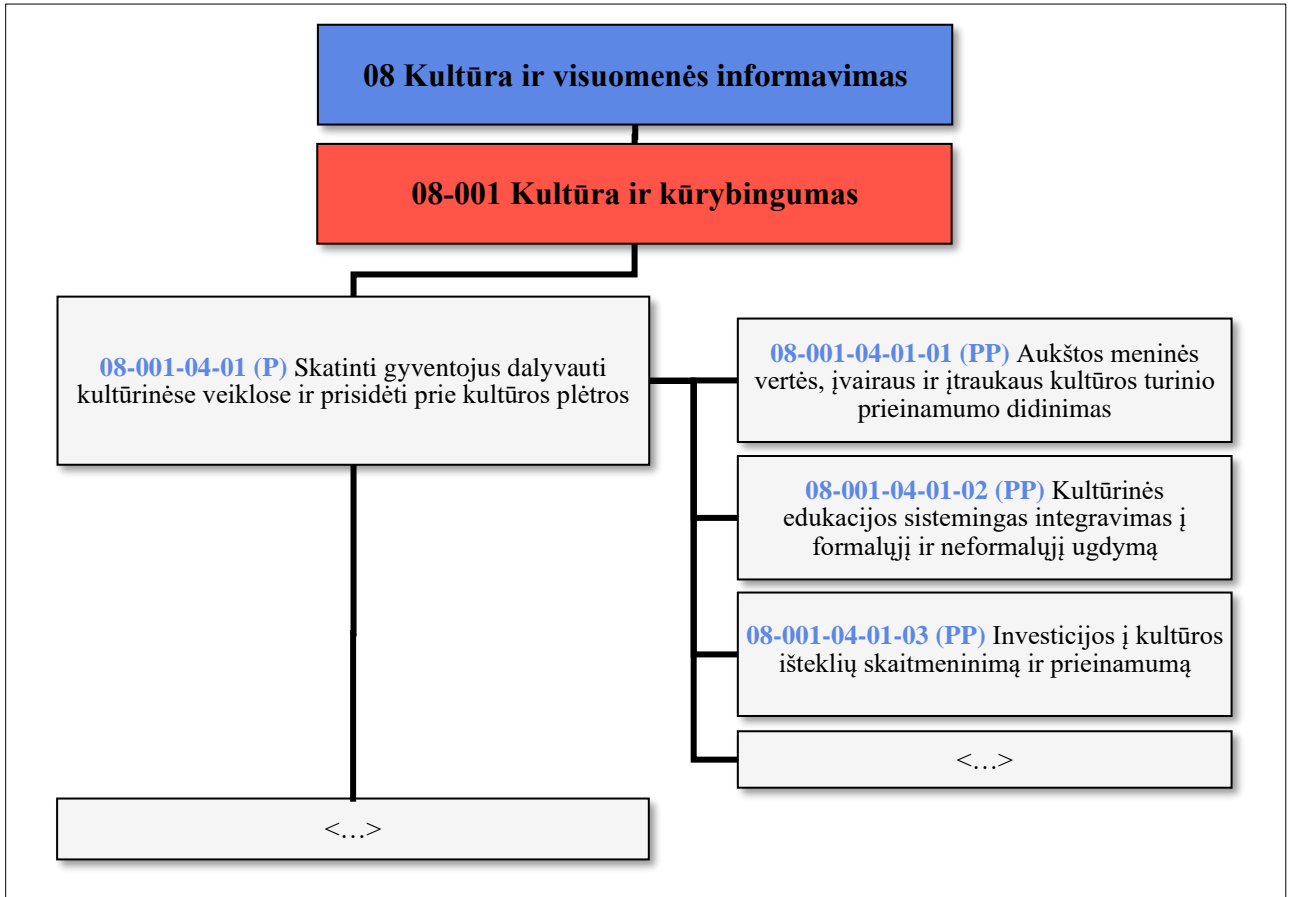 08 Kultūra ir visuomenės informavimas
08-001 Kultūra ir kūrybingumas
08-001-04-01 (P) Skatinti gyventojus dalyvauti
kultūrinėse veiklose ir prisidėti prie kultūros plėtros
08-001-04-01-01 (PP) Aukštos meninės
vertės, įvairaus ir įtraukaus kultūros turinio
prieinamumo didinimas
08-001-04-01-02 (PP) Kultūrinės
edukacijos sistemingas integravimas į
formalųjį ir neformalųjį ugdymą
08-001-04-01-03 (PP) Investicijos į kultūros
išteklių skaitmeninimą ir prieinamumą
<…>
<…>